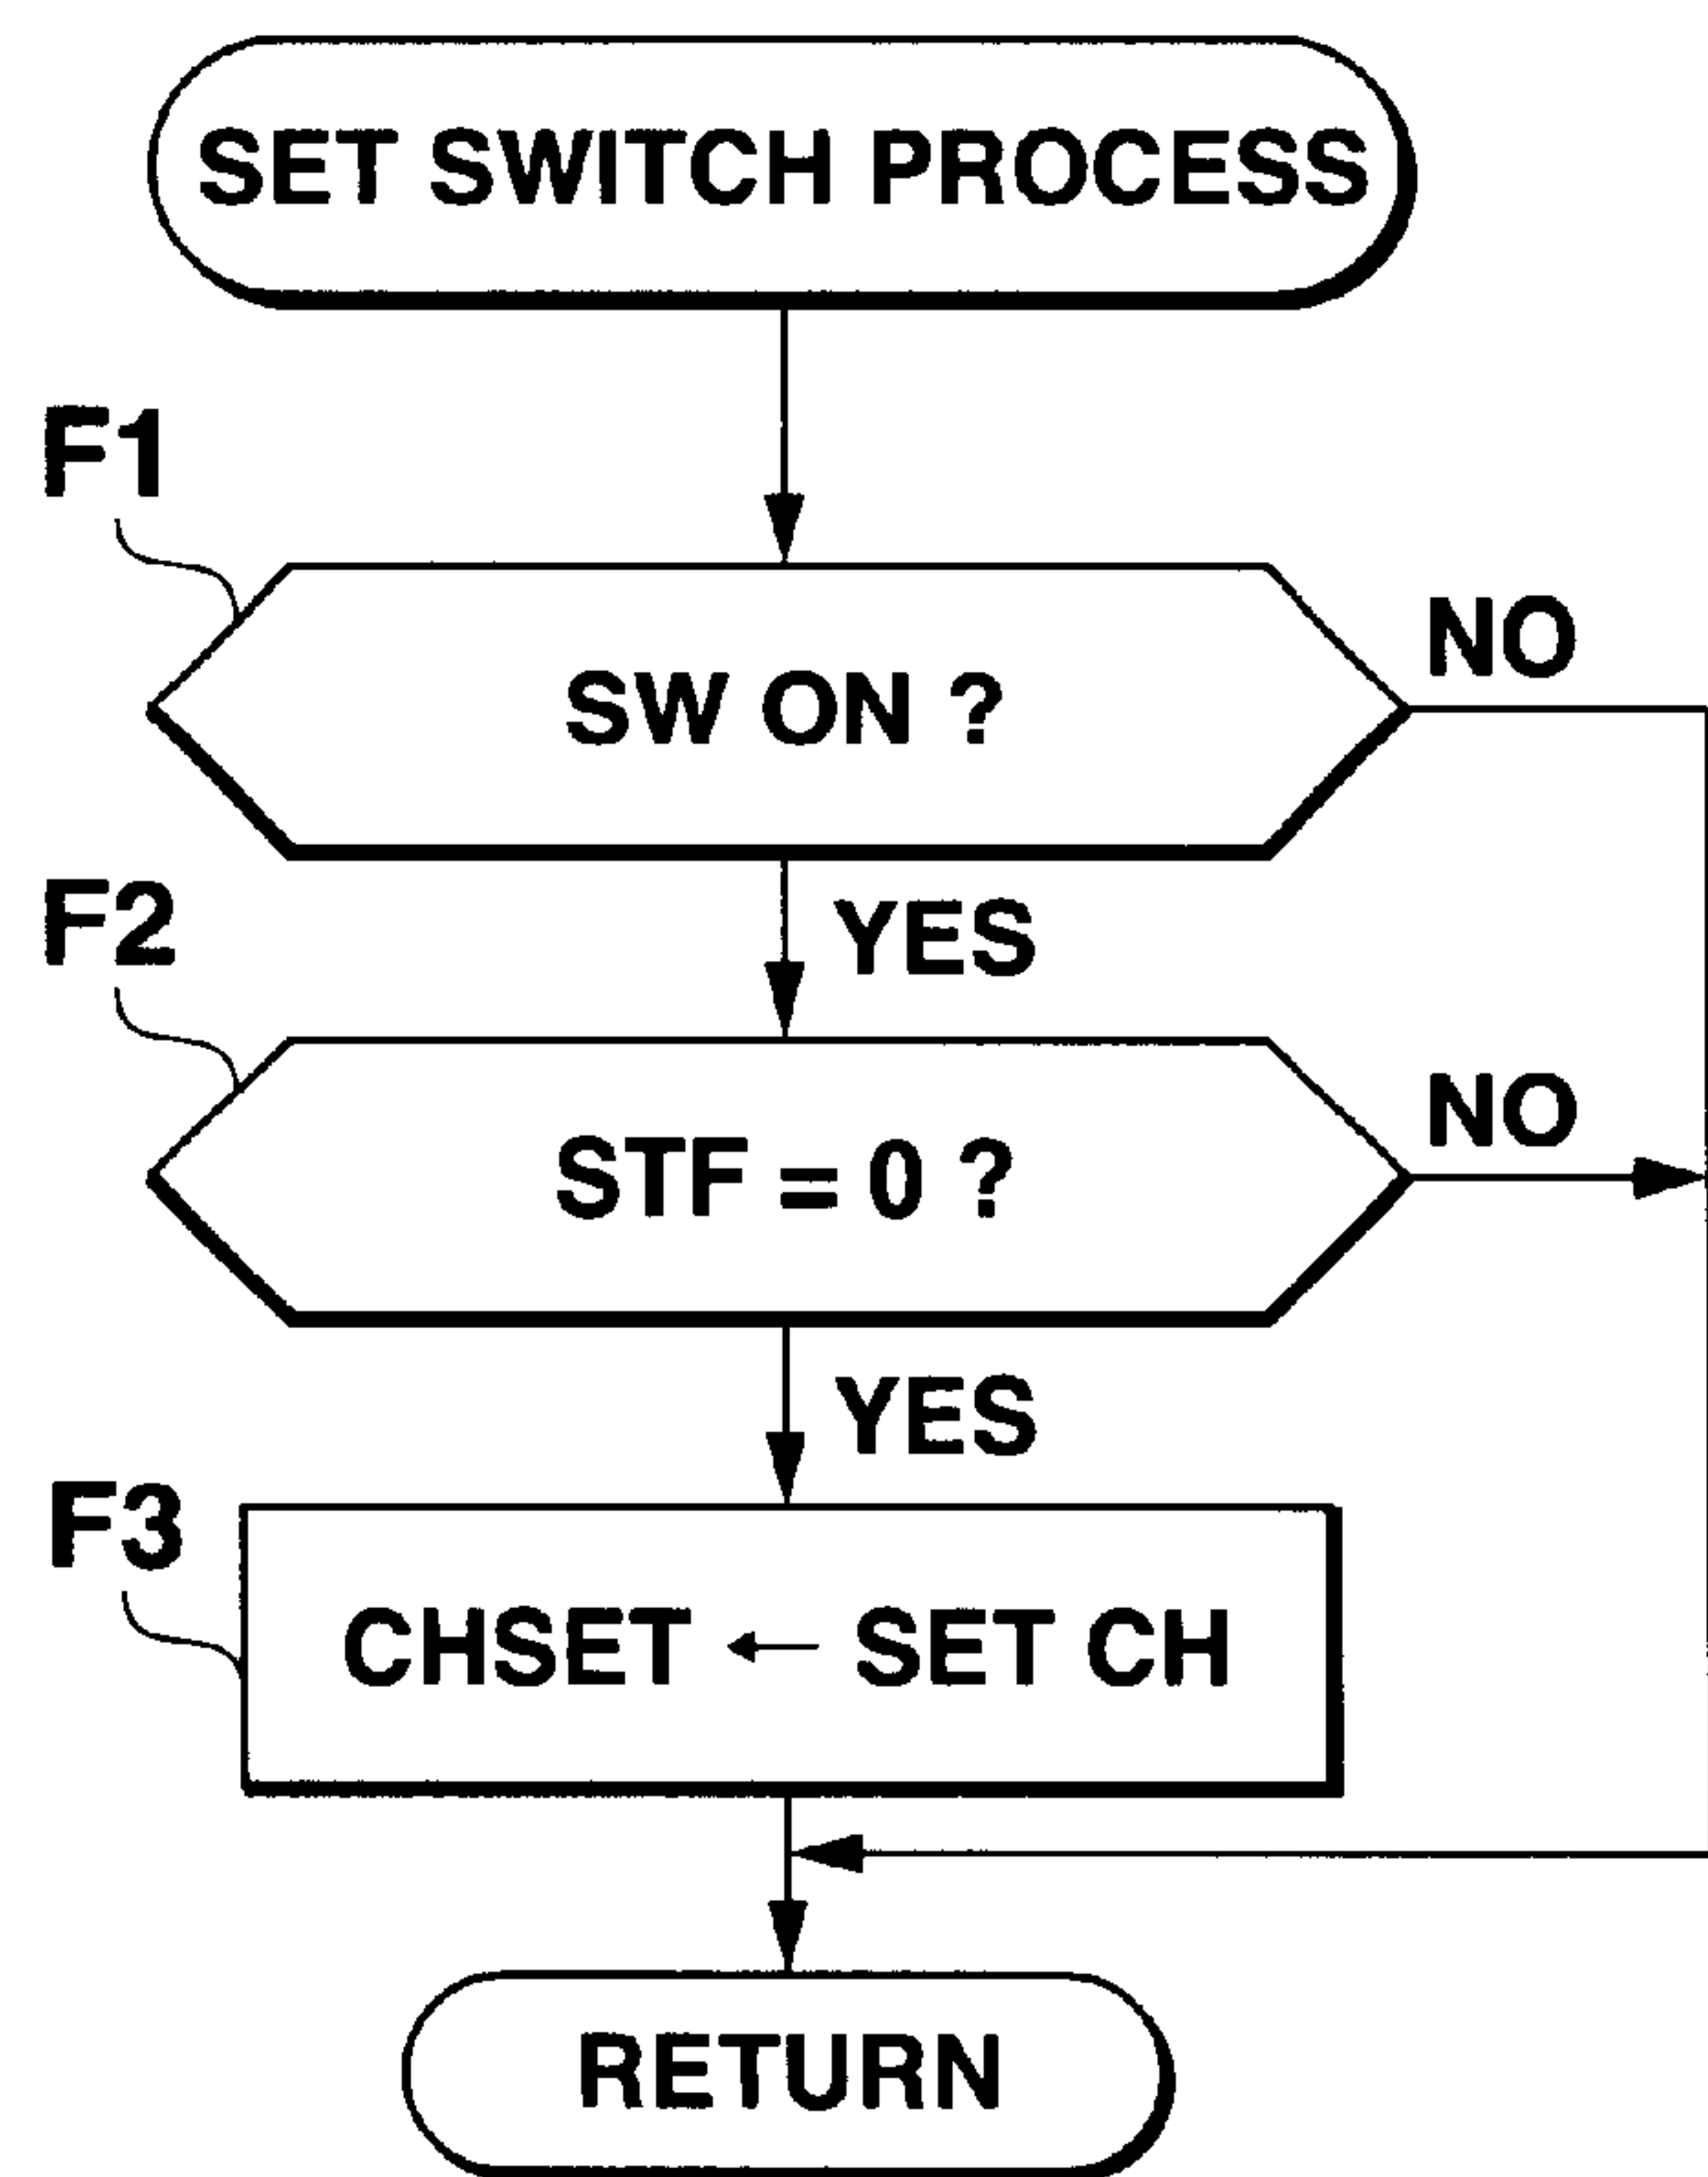 SET SWITCH PROCESS
F1
SW ON ?
NO
YES
F2
STF = 0 ?
NO
YES
F3
CHSET ← SET CH
RETURN